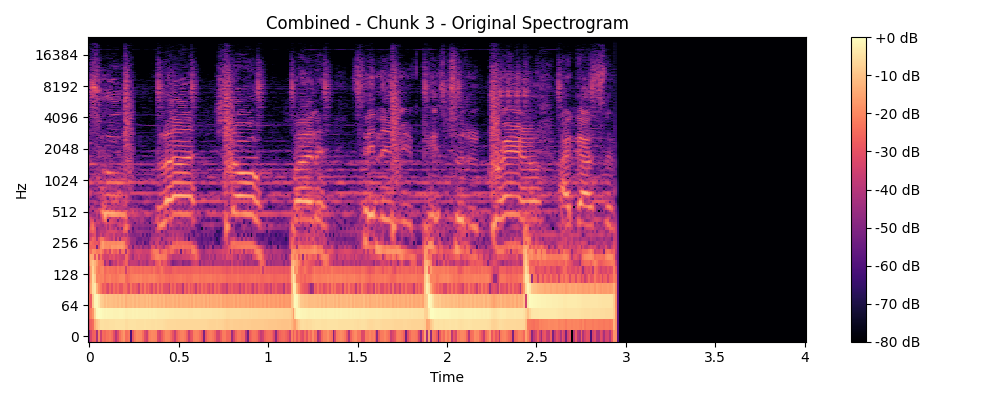 Combined - Chunk 3 - Original Spectrogram
Hz
16384
8192
4096
2048
1024
512
256
128
64
0
0 0.5 1 1.5 2 2.5 3 3.5 4
Time
+0 dB
-10 dB
-20 dB
-30 dB
-40 dB
-50 dB
-60 dB
-70 dB
-80 dB